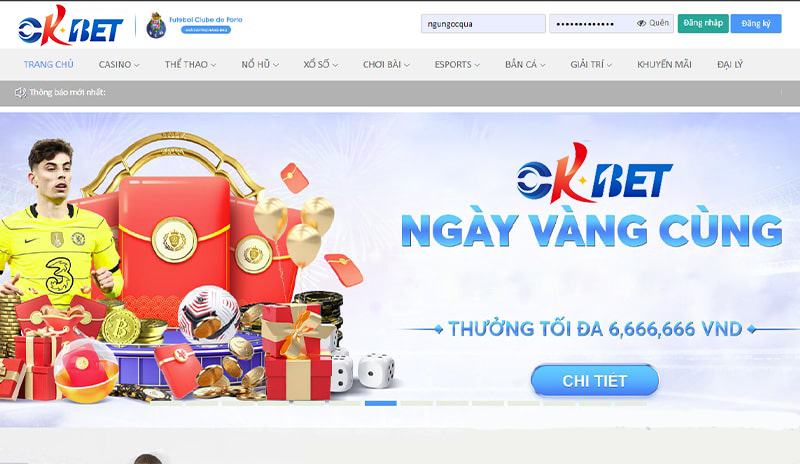 OKBET
Futebol Clube do Porto
ngungocqua
••••••••••••••
Quên
Đăng nhập
Đăng ký
TRANG CHỦ
CASINO
THỂ THAO
NỔ HŨ
XỔ SỐ
CHƠI BÀI
ESPORTS
BẮN CÁ
GIẢI TRÍ
KHUYẾN MÃI
ĐẠI LÝ
Thông báo mới nhất:
OKBET
NGÀY VÀNG CÙNG
THƯỞNG TỐI ĐA 6,666,666 VND
CHI TIẾT
3